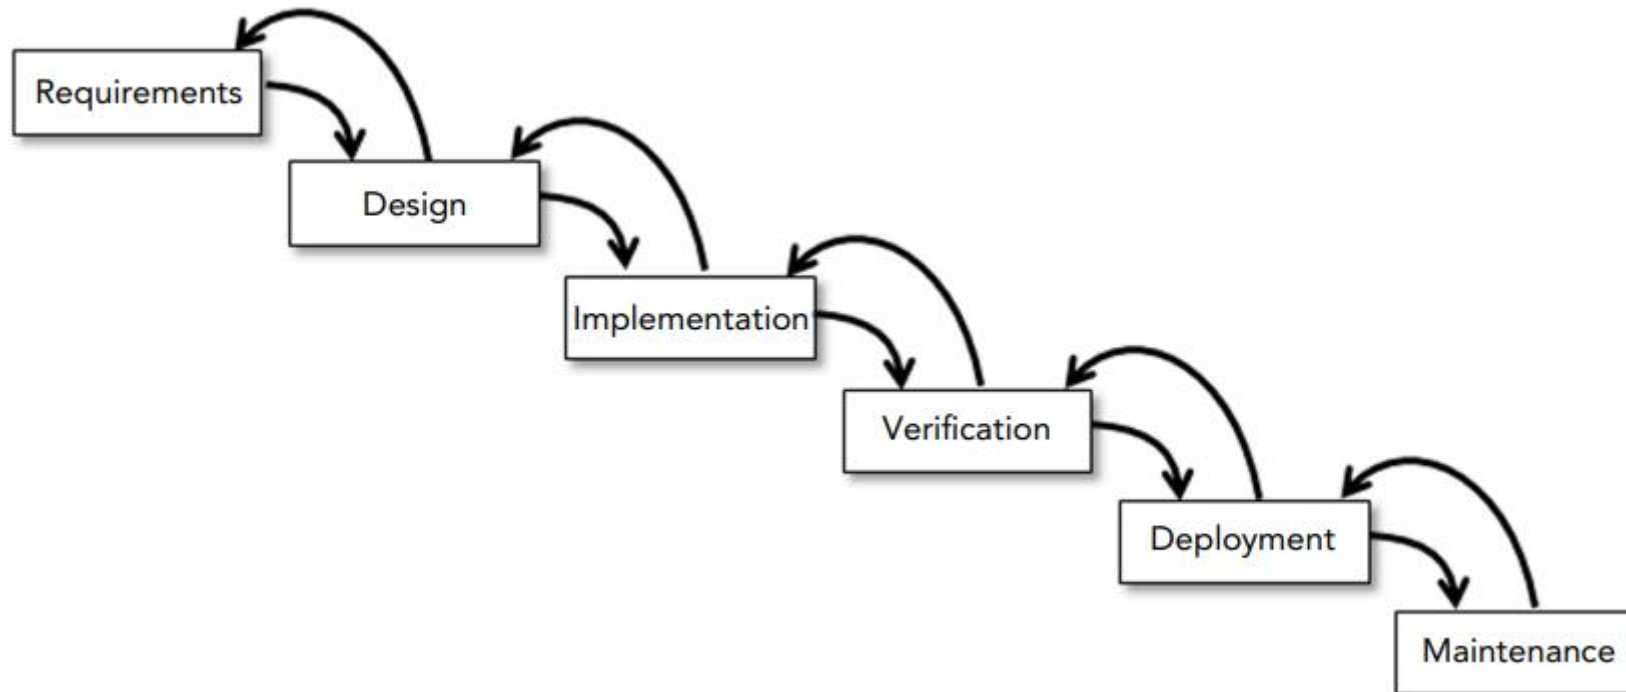 Requirements
Design
Implementation
Verification
Deployment
Maintenance